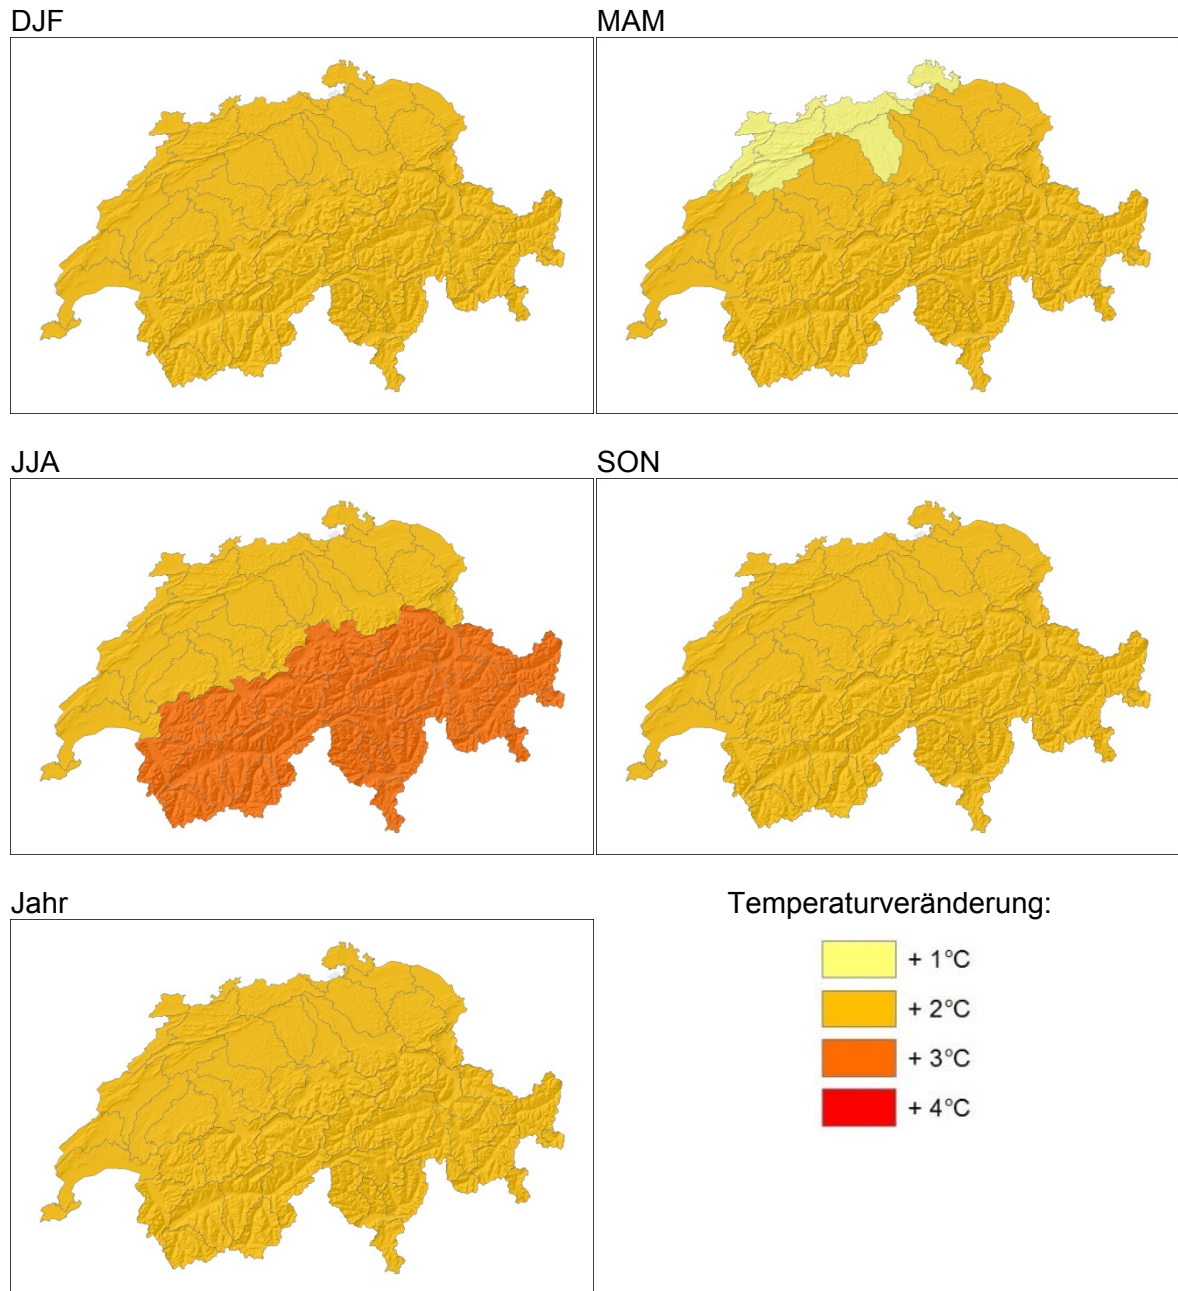 DJF
MAM
JJA
SON
Jahr
Temperaturveränderung:
+ 1°C
+ 2°C
+ 3°C
+ 4°C